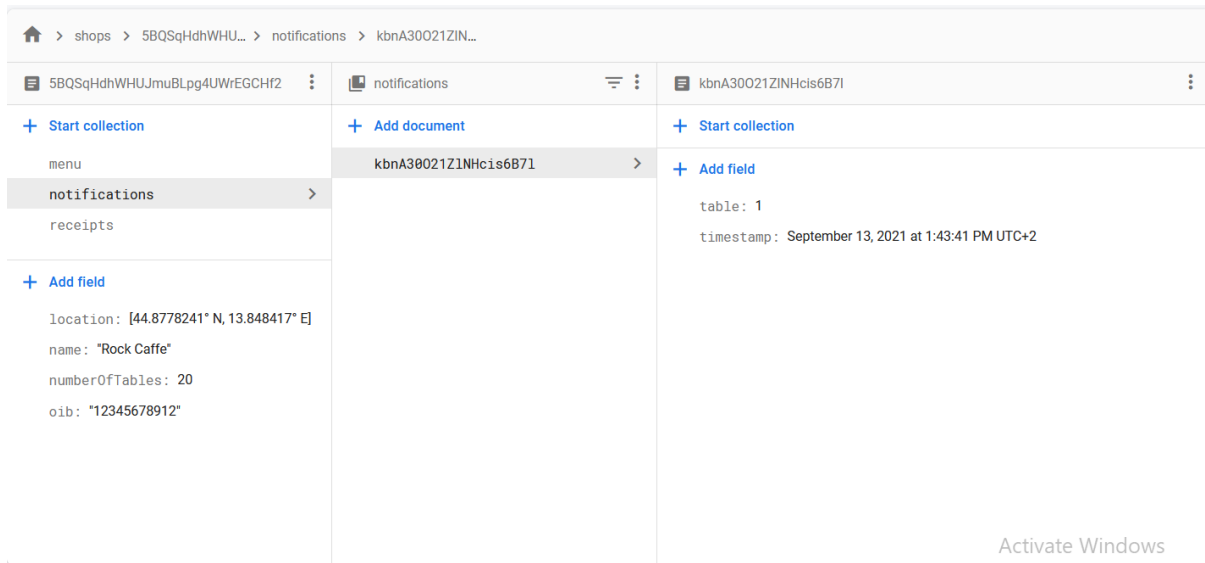 shops > 5BQSqHdhWHU... > notifications > kbnA30O21ZlN...
5BQSqHdhWHUJmuBLpg4UWrEGCHf2
+ Start collection
menu
notifications
receipts
+ Add field
location: [44.8778241° N, 13.848417° E]
name: "Rock Caffe"
numberOfTables: 20
oib: "12345678912"
notifications
+ Add document
kbnA30O21ZlNHcis6B7l
kbnA30O21ZlNHcis6B7l
+ Start collection
+ Add field
table: 1
timestamp: September 13, 2021 at 1:43:41 PM UTC+2
Activate Windows